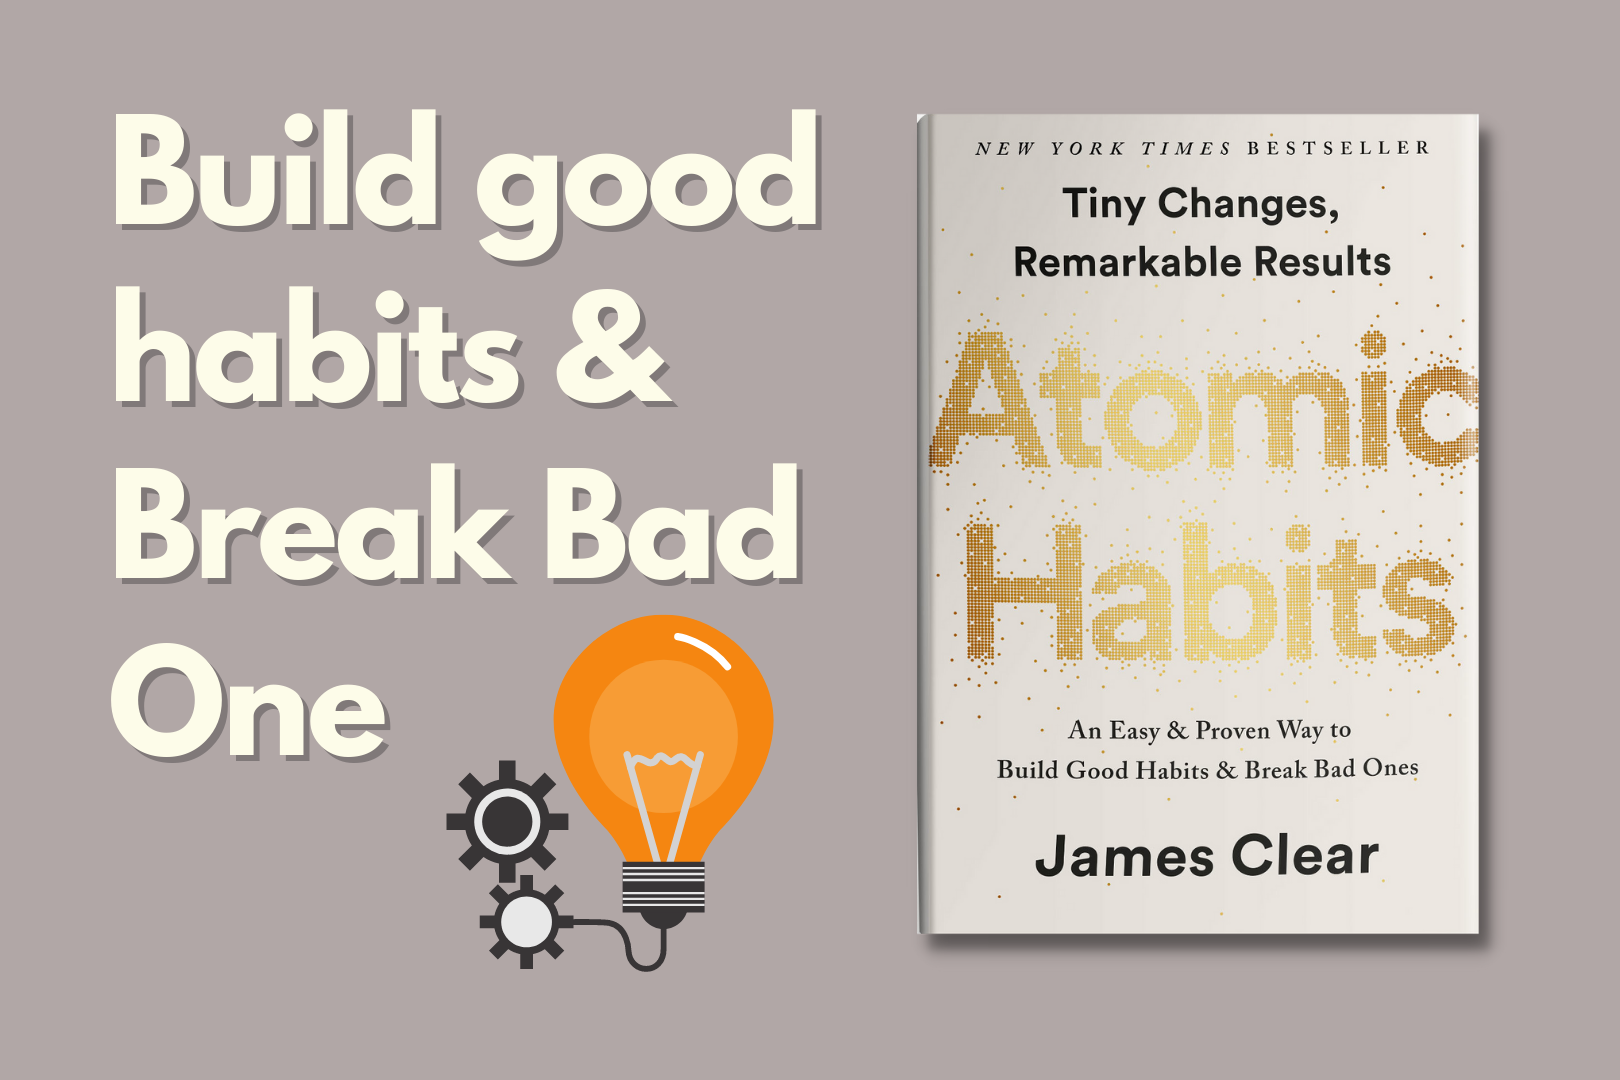 Build good
habits &
Break Bad
One
NEW YORK TIMES BESTSELLER
Tiny Changes,
Remarkable Results
Atomic
Habits
An Easy & Proven Way to
Build Good Habits & Break Bad Ones
James Clear